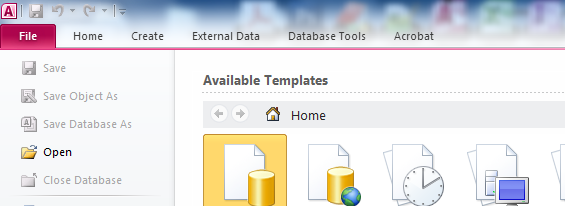 File Home Create External Data Database Tools Acrobat
Save
Save Object As
Save Database As
Open
Close Database
Available Templates
Home